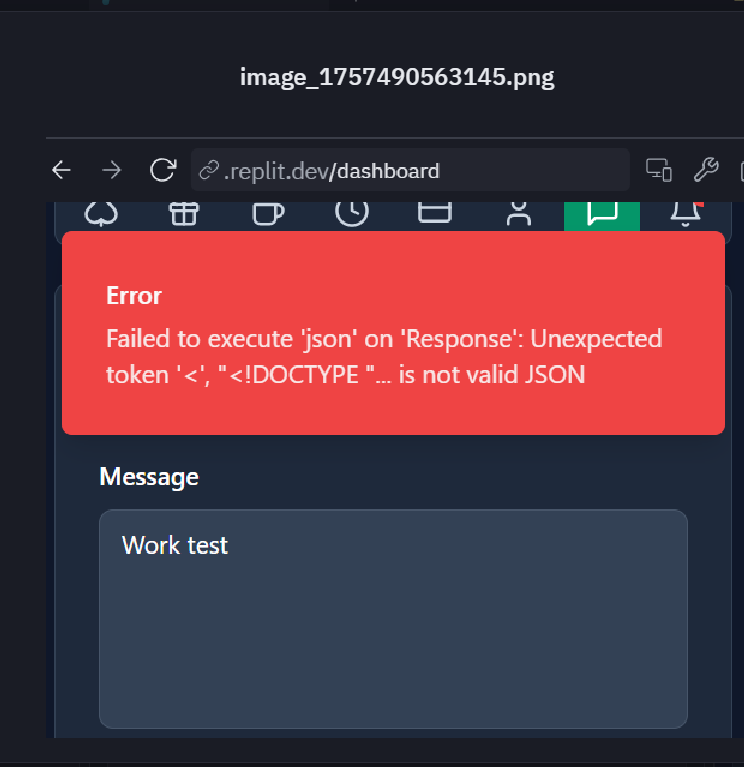 image_1757490563145.png
.replit.dev/dashboard
Error
Failed to execute 'json' on 'Response': Unexpected
token '<', "<!DOCTYPE "... is not valid JSON
Message
Work test